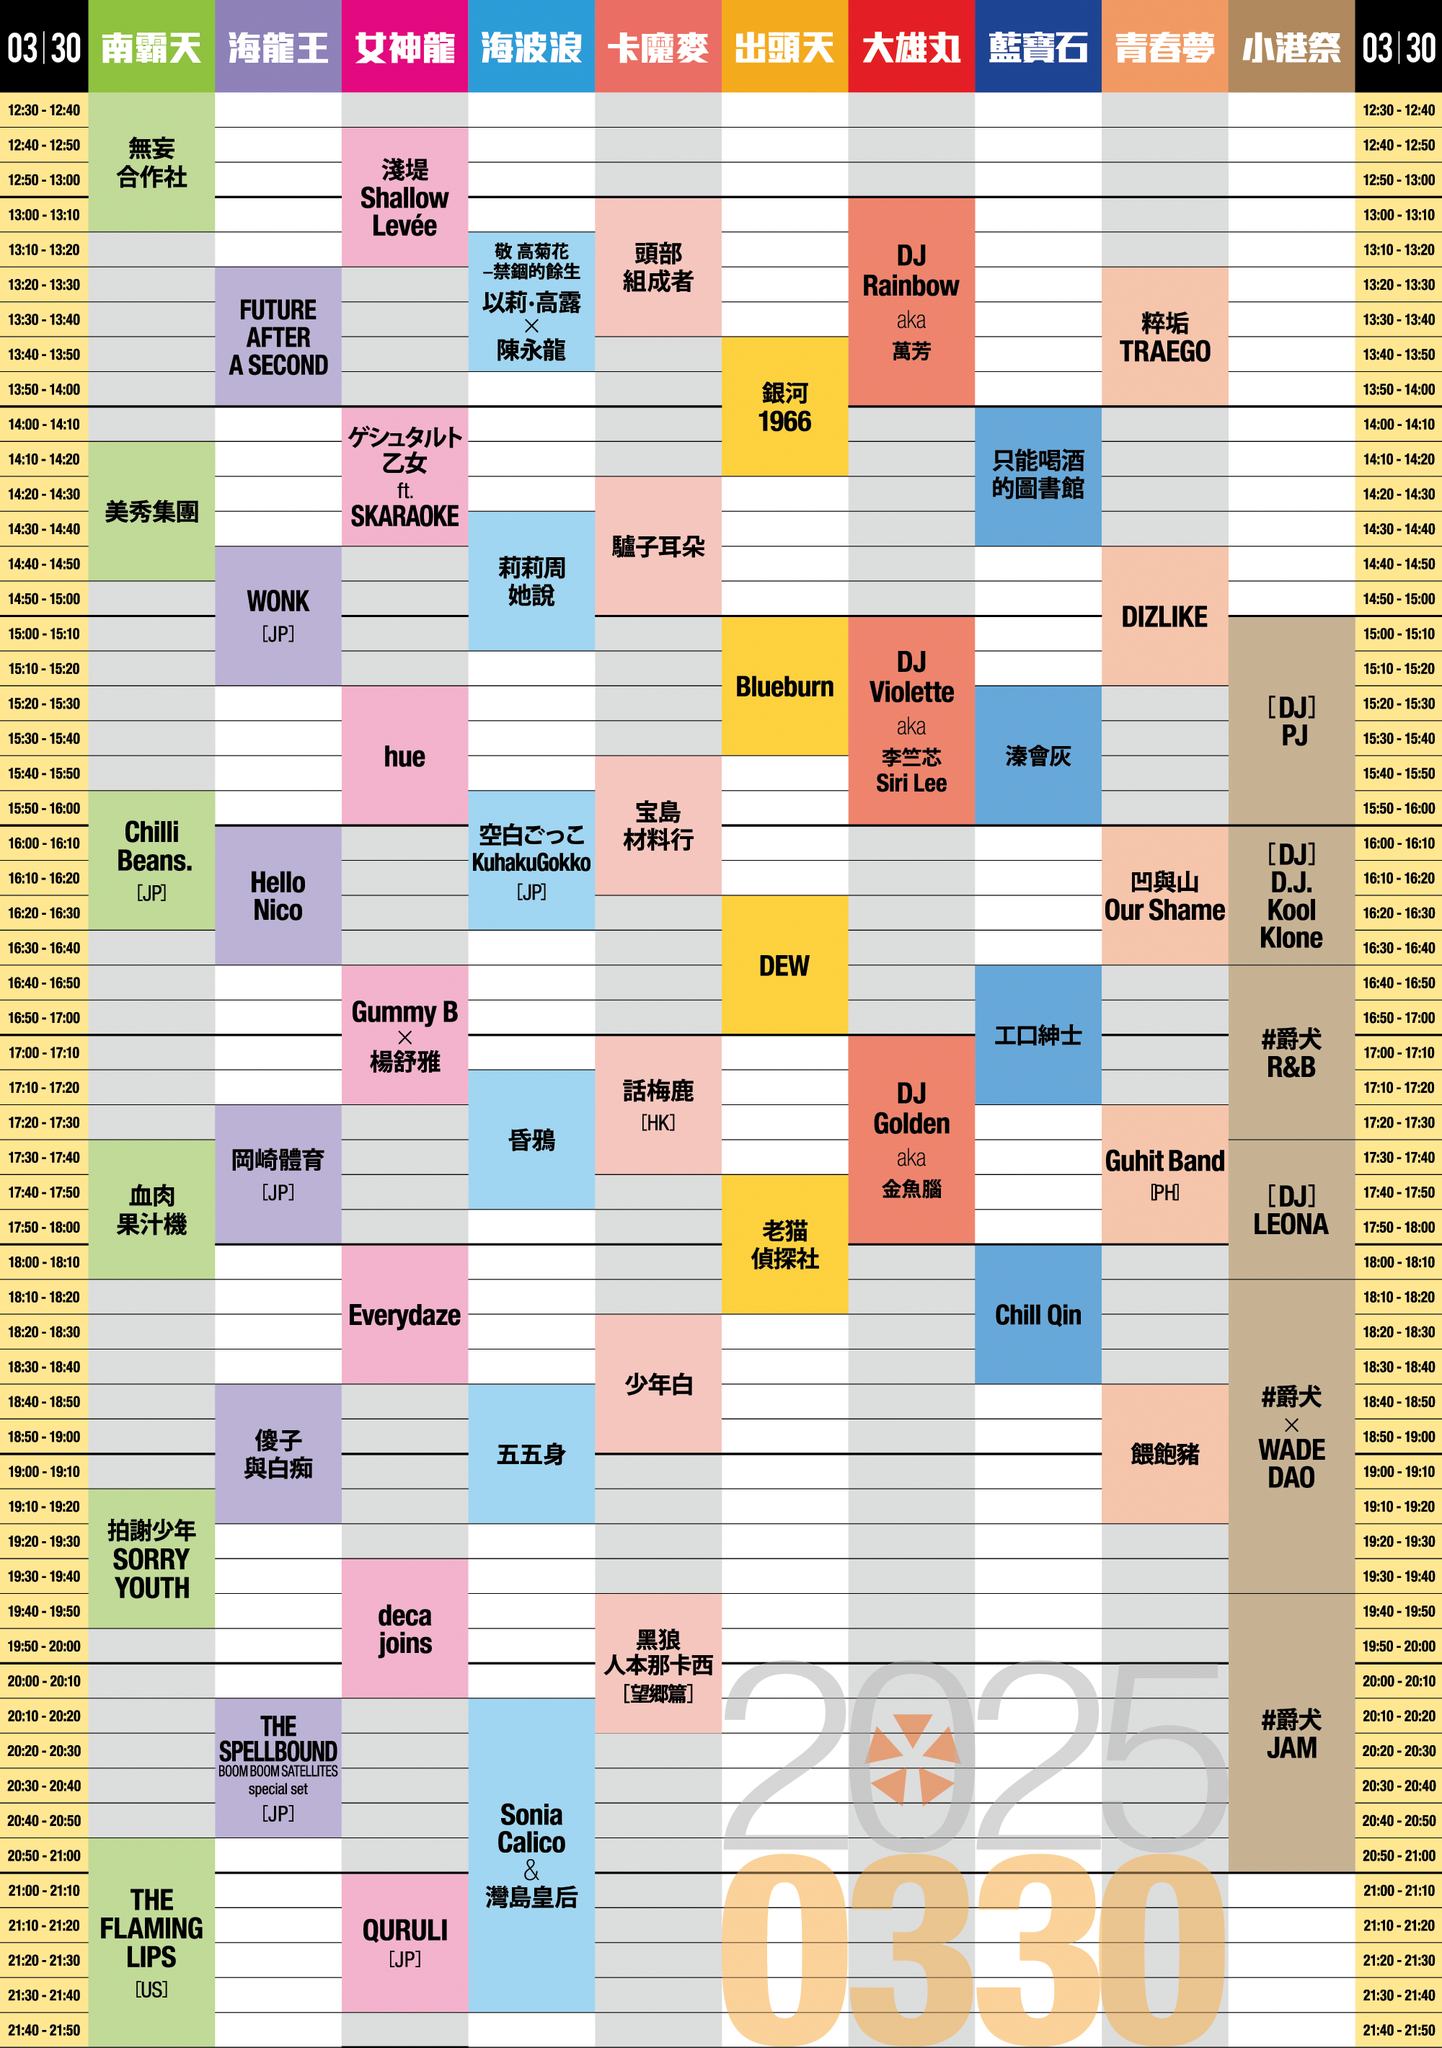 03|30 南霸天 海龍王 女神龍 海波浪 卡魔麥 出頭天 大雄丸 藍寶石 青春夢 小港祭 03|30
12:30 - 12:40
12:40 - 12:50
12:50 - 13:00
13:00 - 13:10
13:10 - 13:20
13:20 - 13:30
13:30 - 13:40
13:40 - 13:50
13:50 - 14:00
14:00 - 14:10
14:10 - 14:20
14:20 - 14:30
14:30 - 14:40
14:40 - 14:50
14:50 - 15:00
15:00 - 15:10
15:10 - 15:20
15:20 - 15:30
15:30 - 15:40
15:40 - 15:50
15:50 - 16:00
16:00 - 16:10
16:10 - 16:20
16:20 - 16:30
16:30 - 16:40
16:40 - 16:50
16:50 - 17:00
17:00 - 17:10
17:10 - 17:20
17:20 - 17:30
17:30 - 17:40
17:40 - 17:50
17:50 - 18:00
18:00 - 18:10
18:10 - 18:20
18:20 - 18:30
18:30 - 18:40
18:40 - 18:50
18:50 - 19:00
19:00 - 19:10
19:10 - 19:20
19:20 - 19:30
19:30 - 19:40
19:40 - 19:50
19:50 - 20:00
20:00 - 20:10
20:10 - 20:20
20:20 - 20:30
20:30 - 20:40
20:40 - 20:50
20:50 - 21:00
21:00 - 21:10
21:10 - 21:20
21:20 - 21:30
21:30 - 21:40
21:40 - 21:50
無妄
合作社
美秀集團
Chilli
Beans.
[JP]
血肉
果汁機
拍謝少年
SORRY
YOUTH
THE
FLAMING
LIPS
[US]
FUTURE
AFTER
A SECOND
WONK
[JP]
Hello
Nico
岡崎體育
[JP]
傻子
與白痴
THE
SPELLBOUND
BOOM BOOM SATELLITES
special set
[JP]
淺堤
Shallow
Levée
ゲシュタルト
乙女
ft.
SKARAOKE
hue
Gummy B
×
楊舒雅
Everydaze
deca
joins
QURULI
[JP]
敬 高菊花
–禁錮的餘生
以莉·高露
×
陳永龍
莉莉周
她說
空白ごっこ
KuhakuGokko
[JP]
昏鴉
五五身
Sonia
Calico
&
灣島皇后
頭部
組成者
驢子耳朵
宝島
材料行
話梅鹿
[HK]
少年白
黑狼
人本那卡西
[望鄉篇]
銀河
1966
Blueburn
DEW
老猫
偵探社
DJ
Rainbow
aka
萬芳
DJ
Violette
aka
李竺芯
Siri Lee
DJ
Golden
aka
金魚腦
只能喝酒
的圖書館
溱會灰
工口紳士
Chill Qin
粹垢
TRAEGO
DIZLIKE
凹與山
Our Shame
Guhit Band
[PH]
餵飽豬
[DJ]
PJ
[DJ]
D.J.
Kool
Klone
#爵犬
R&B
[DJ]
LEONA
#爵犬
×
WADE
DAO
#爵犬
JAM
12:30 - 12:40
12:40 - 12:50
12:50 - 13:00
13:00 - 13:10
13:10 - 13:20
13:20 - 13:30
13:30 - 13:40
13:40 - 13:50
13:50 - 14:00
14:00 - 14:10
14:10 - 14:20
14:20 - 14:30
14:30 - 14:40
14:40 - 14:50
14:50 - 15:00
15:00 - 15:10
15:10 - 15:20
15:20 - 15:30
15:30 - 15:40
15:40 - 15:50
15:50 - 16:00
16:00 - 16:10
16:10 - 16:20
16:20 - 16:30
16:30 - 16:40
16:40 - 16:50
16:50 - 17:00
17:00 - 17:10
17:10 - 17:20
17:20 - 17:30
17:30 - 17:40
17:40 - 17:50
17:50 - 18:00
18:00 - 18:10
18:10 - 18:20
18:20 - 18:30
18:30 - 18:40
18:40 - 18:50
18:50 - 19:00
19:00 - 19:10
19:10 - 19:20
19:20 - 19:30
19:30 - 19:40
19:40 - 19:50
19:50 - 20:00
20:00 - 20:10
20:10 - 20:20
20:20 - 20:30
20:30 - 20:40
20:40 - 20:50
20:50 - 21:00
21:00 - 21:10
21:10 - 21:20
21:20 - 21:30
21:30 - 21:40
21:40 - 21:50
2025
0330